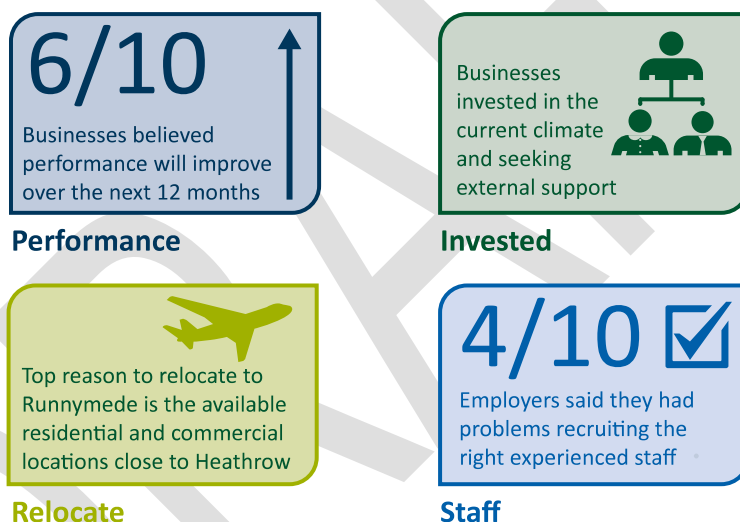 6/10
Businesses believed
performance will improve
over the next 12 months
Performance
Businesses
invested in the
current climate
and seeking
external support
Invested
Top reason to relocate to
Runnymede is the available
residential and commercial
locations close to Heathrow
Relocate
4/10
Employers said they had
problems recruiting the
right experienced staff
Staff